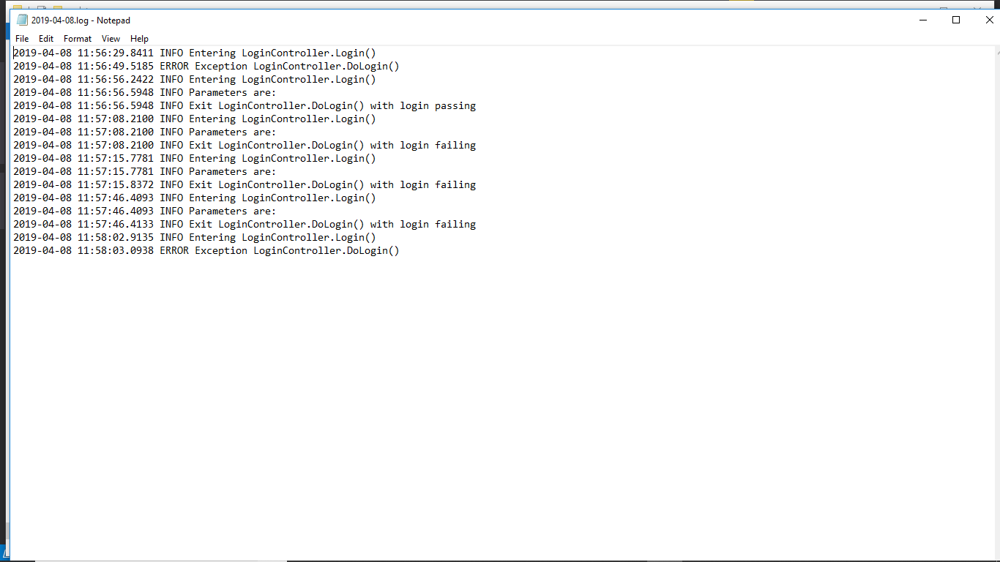 2019-04-08.log - Notepad
File Edit Format View Help
2019-04-08 11:56:29.8411 INFO Entering LoginController.Login()
2019-04-08 11:56:49.5185 ERROR Exception LoginController.DoLogin()
2019-04-08 11:56:56.2422 INFO Entering LoginController.Login()
2019-04-08 11:56:56.5948 INFO Parameters are:
2019-04-08 11:56:56.5948 INFO Exit LoginController.DoLogin() with login passing
2019-04-08 11:57:08.2100 INFO Entering LoginController.Login()
2019-04-08 11:57:08.2100 INFO Parameters are:
2019-04-08 11:57:08.2100 INFO Exit LoginController.DoLogin() with login failing
2019-04-08 11:57:15.7781 INFO Entering LoginController.Login()
2019-04-08 11:57:15.7781 INFO Parameters are:
2019-04-08 11:57:15.8372 INFO Exit LoginController.DoLogin() with login failing
2019-04-08 11:57:46.4093 INFO Entering LoginController.Login()
2019-04-08 11:57:46.4093 INFO Parameters are:
2019-04-08 11:57:46.4133 INFO Exit LoginController.DoLogin() with login failing
2019-04-08 11:58:02.9135 INFO Entering LoginController.Login()
2019-04-08 11:58:03.0938 ERROR Exception LoginController.DoLogin()